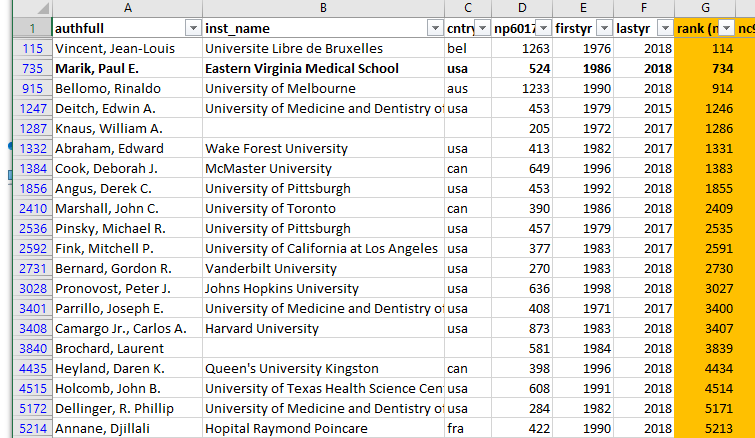 A B C D E F G
1 authfull inst_name cntry np6017 firstyr lastyr rank (n nc9
115 Vincent, Jean-Louis Universite Libre de Bruxelles bel 1263 1976 2018 114
735 Marik, Paul E. Eastern Virginia Medical School usa 524 1986 2018 734
915 Bellomo, Rinaldo University of Melbourne aus 1233 1990 2018 914
1247 Deitch, Edwin A. University of Medicine and Dentistry of usa 453 1979 2015 1246
1287 Knaus, William A. 205 1972 2017 1286
1332 Abraham, Edward Wake Forest University usa 413 1982 2017 1331
1384 Cook, Deborah J. McMaster University can 649 1996 2018 1383
1856 Angus, Derek C. University of Pittsburgh usa 453 1992 2018 1855
2410 Marshall, John C. University of Toronto can 390 1986 2018 2409
2536 Pinsky, Michael R. University of Pittsburgh usa 457 1979 2017 2535
2592 Fink, Mitchell P. University of California at Los Angeles usa 377 1983 2017 2591
2731 Bernard, Gordon R. Vanderbilt University usa 270 1983 2018 2730
3028 Pronovost, Peter J. Johns Hopkins University usa 636 1998 2018 3027
3401 Parrillo, Joseph E. University of Medicine and Dentistry of usa 408 1971 2017 3400
3408 Camargo Jr., Carlos A. Harvard University usa 873 1983 2018 3407
3840 Brochard, Laurent 581 1984 2018 3839
4435 Heyland, Daren K. Queen's University Kingston can 398 1996 2018 4434
4515 Holcomb, John B. University of Texas Health Science Cen usa 608 1991 2018 4514
5172 Dellinger, R. Phillip University of Medicine and Dentistry of usa 284 1982 2018 5171
5214 Annane, Djillali Hopital Raymond Poincare fra 422 1990 2018 5213